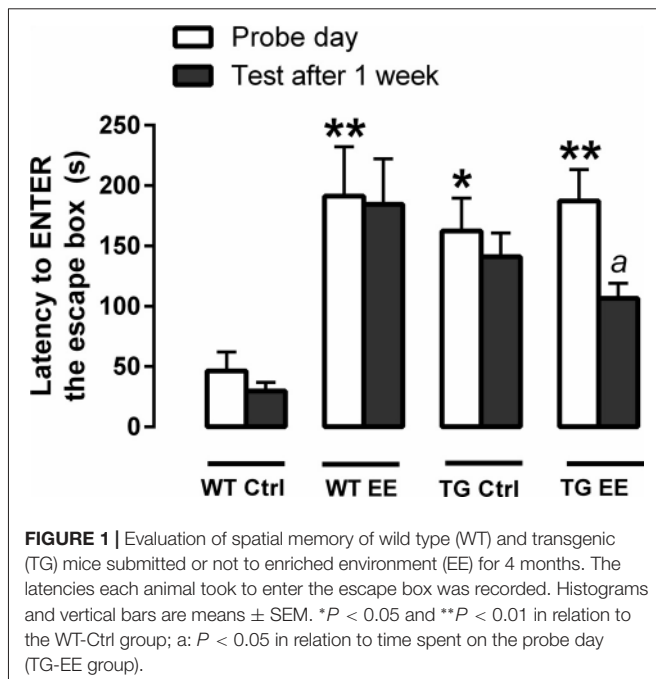 Probe day
Test after 1 week
Latency to ENTER
the escape box (s)
250
200
150
100
50
0
**
*
**
a
WT Ctrl
WT EE
TG Ctrl
TG EE
FIGURE 1 | Evaluation of spatial memory of wild type (WT) and transgenic
(TG) mice submitted or not to enriched environment (EE) for 4 months. The
latencies each animal took to enter the escape box was recorded. Histograms
and vertical bars are means ± SEM. *P < 0.05 and **P < 0.01 in relation to
the WT-Ctrl group; a: P < 0.05 in relation to time spent on the probe day
(TG-EE group).